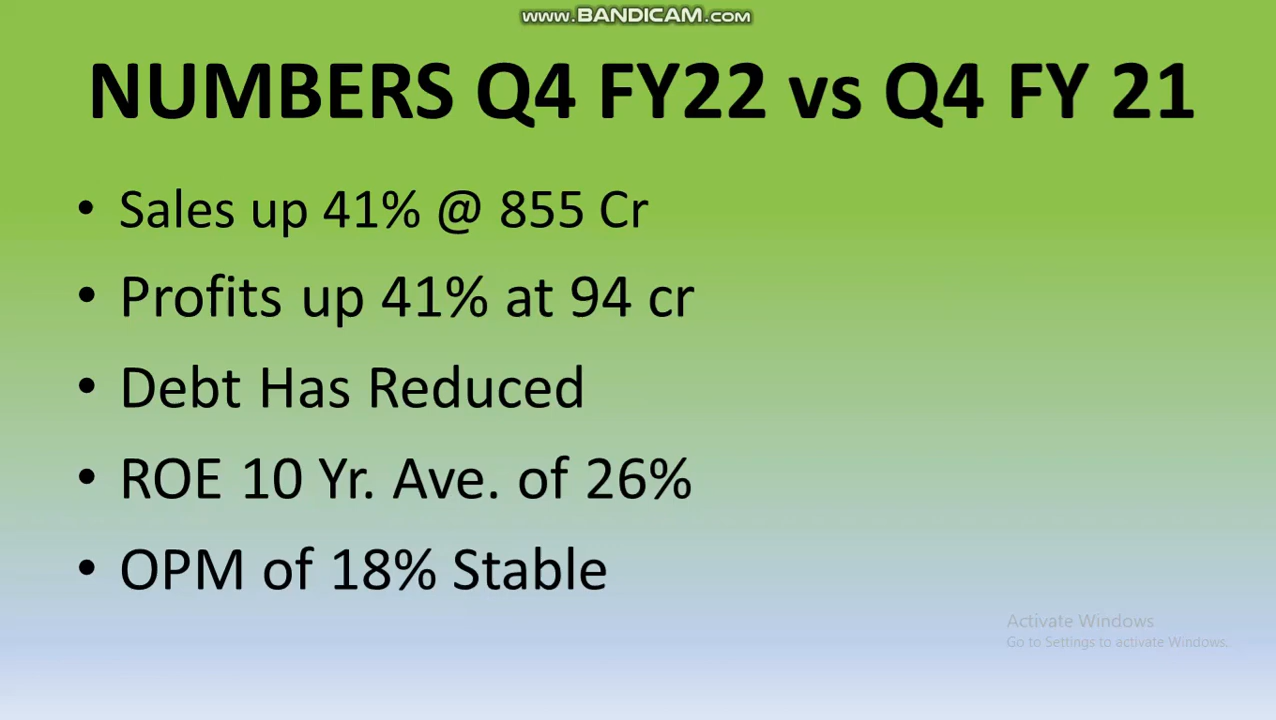 www.BANDICAM.com
NUMBERS Q4 FY22 vs Q4 FY 21
• Sales up 41% @ 855 Cr
• Profits up 41% at 94 cr
• Debt Has Reduced
• ROE 10 Yr. Ave. of 26%
• OPM of 18% Stable
Activate Windows
Go to Settings to activate Windows.